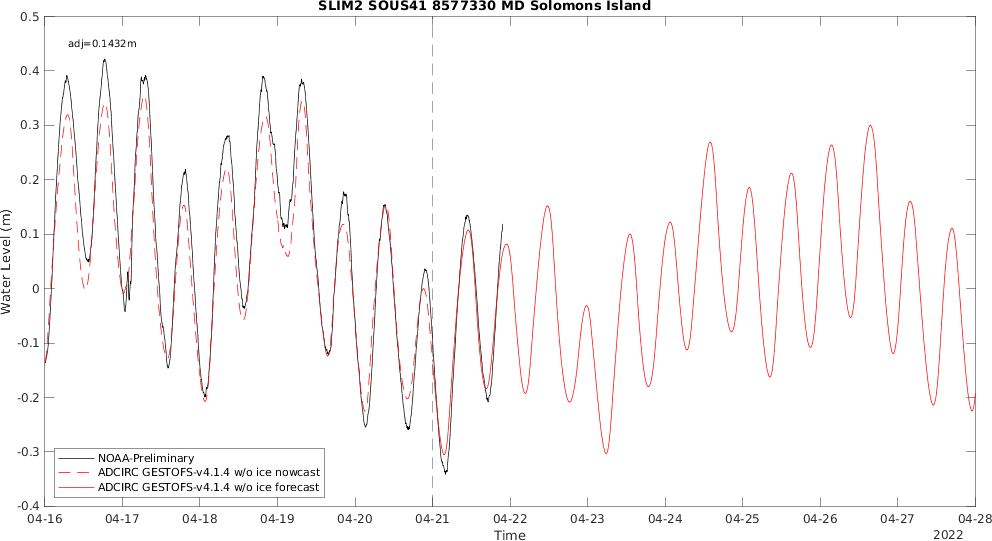 SLIM2 SOUS41 8577330 MD Solomons Island
adj=0.1432m
0.5
0.4
0.3
0.2
0.1
0
-0.1
-0.2
-0.3
-0.4
Water Level (m)
NOAA-Preliminary
ADCIRC GESTOFS-v4.1.4 w/o ice nowcast
ADCIRC GESTOFS-v4.1.4 w/o ice forecast
04-16 04-17 04-18 04-19 04-20 04-21 04-22 04-23 04-24 04-25 04-26 04-27 04-28
Time
2022